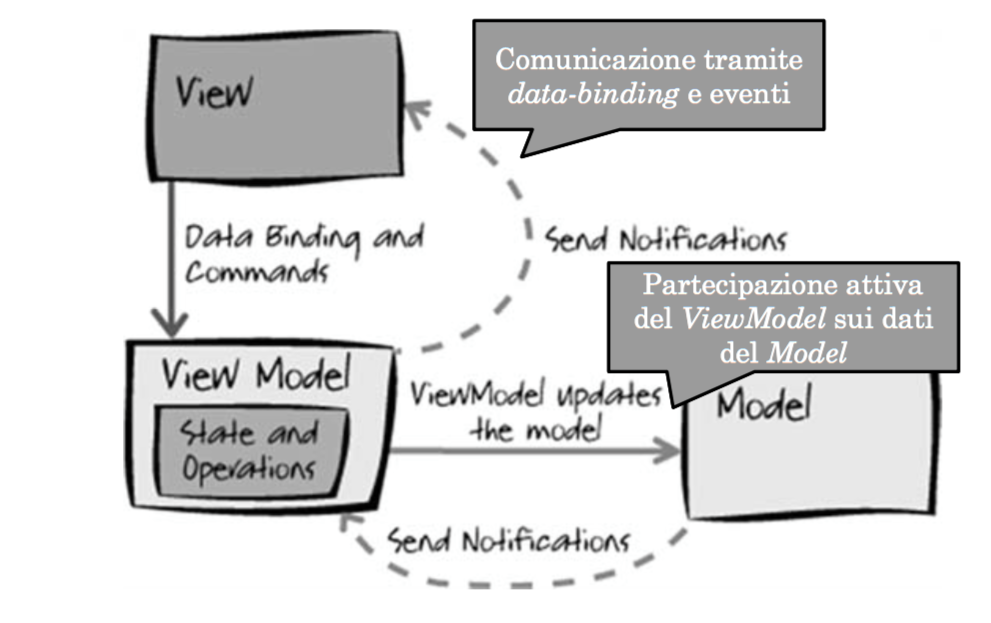 View
Comunicazione tramite
data-binding e eventi
Data Binding and
Commands
Send Notifications
Partecipazione attiva
del ViewModel sui dati
del Model
View Model
State and
Operations
ViewModel updates
the model
Model
Send Notifications